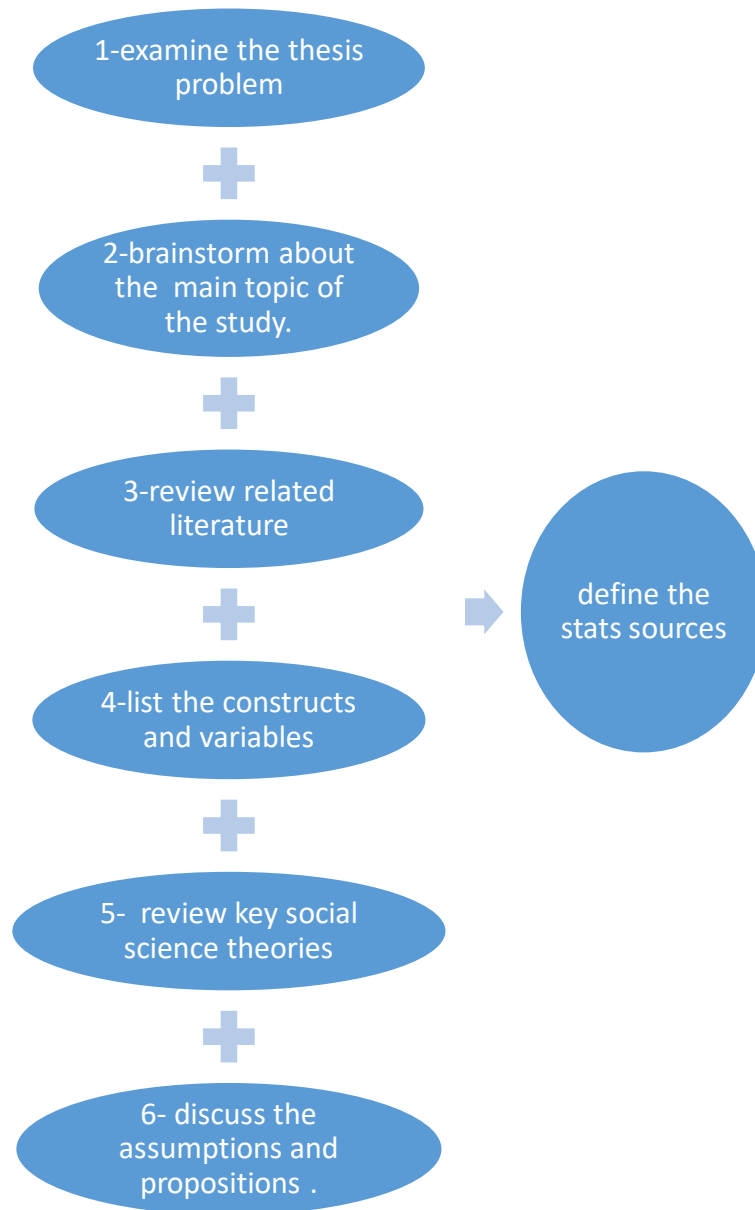 1-examine the thesis
problem
2-brainstorm about
the  main topic of
the study.
3-review related
literature
define the
stats sources
4-list the constructs
and variables
5-  review key social
science theories
6- discuss the
assumptions and
propositions .